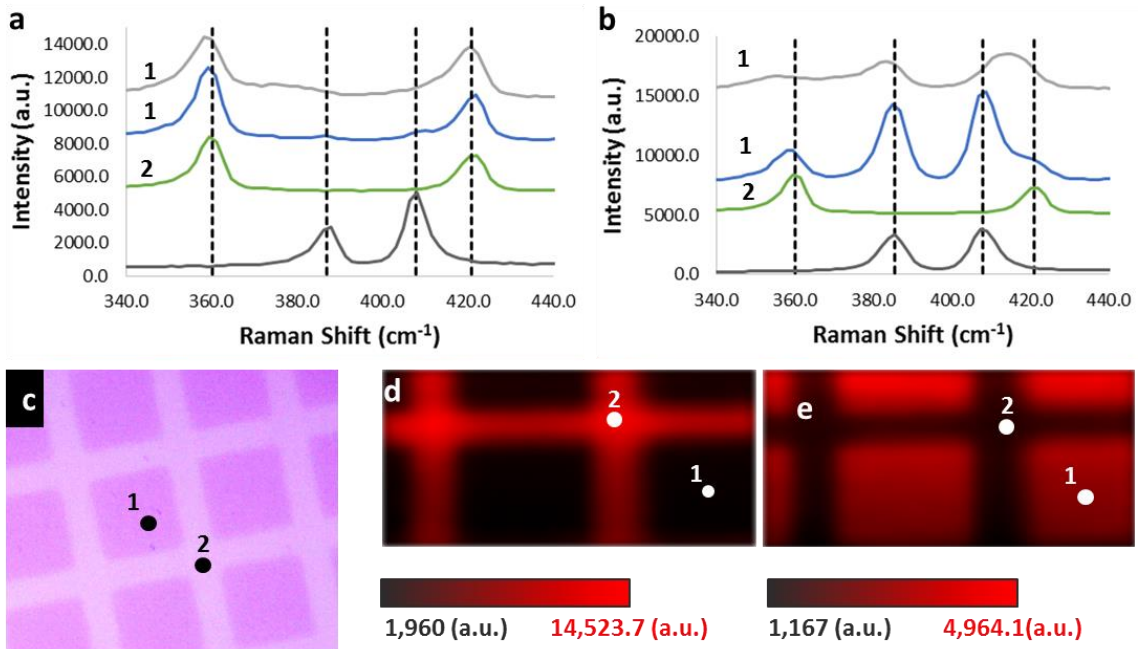 a
Intensity (a.u.)
14000.0
12000.0
10000.0
8000.0
6000.0
4000.0
2000.0
0.0
1
1
2
340.0 360.0 380.0 400.0 420.0 440.0
Raman Shift (cm-1)
b
Intensity (a.u.)
20000.0
15000.0
10000.0
5000.0
0.0
1
1
2
340.0 360.0 380.0 400.0 420.0 440.0
Raman Shift (cm-1)
c
1
2
d
2
1
1,960 (a.u.) 14,523.7 (a.u.)
e
2
1
1,167 (a.u.) 4,964.1(a.u.)